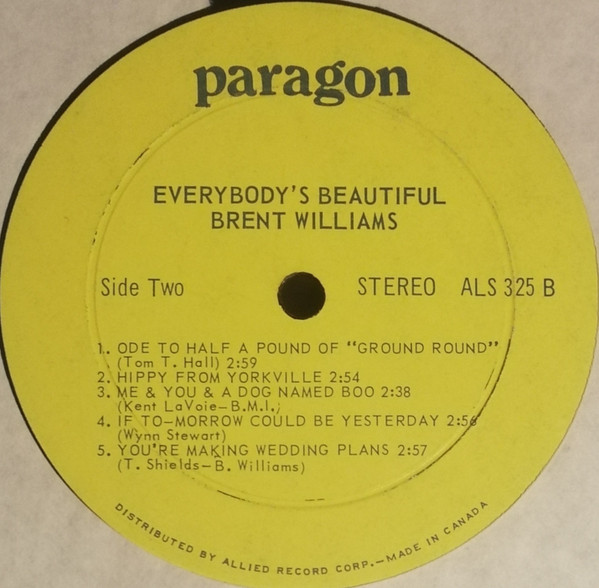 paragon
EVERYBODY'S BEAUTIFUL
BRENT WILLIAMS
Side Two STEREO ALS 325 B
1. ODE TO HALF A POUND OF "GROUND ROUND"
(Tom T. Hall) 2:59
2. HIPPY FROM YORKVILLE 2:54
3. ME & YOU & A DOG NAMED BOO 2:38
(Kent LaVoie-B.M.I.)
4. IF TO-MORROW COULD BE YESTERDAY 2:56
(Wynn Stewart)
5. YOU'RE MAKING WEDDING PLANS 2:57
(T. Shields-B. Williams)
DISTRIBUTED BY ALLIED RECORD CORP.-MADE IN CANADA